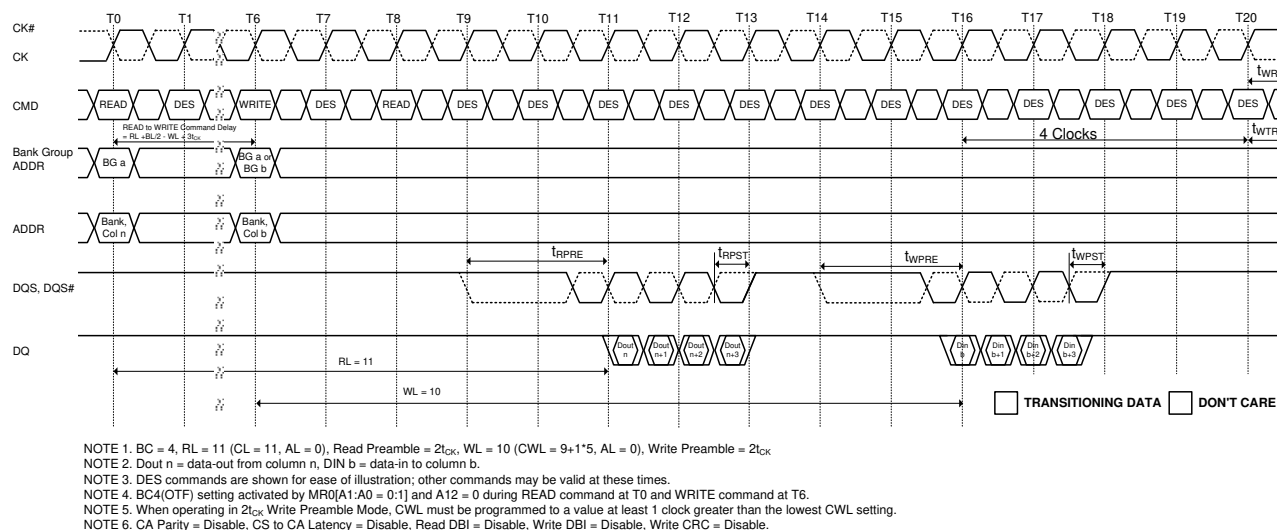 T0 T1 T6 T7 T8 T9 T10 T11 T12 T13 T14 T15 T16 T17 T18 T19 T20
CK#
CK
tWR
CMD READ DES WRITE DES READ DES DES DES DES DES DES DES DES DES DES DES DES
READ to WRITE Command Delay
= RL +BL/2 - WL + 3tCK
4 Clocks
tWTR
Bank Group
ADDR
BG a
BG a or
BG b
ADDR
Bank,
Col n
Bank,
Col b
tRPRE tRPST tWPRE tWPST
DQS, DQS#
DQ
Dout
n
Dout
n+1
Dout
n+2
Dout
n+3
Din
b
Din
b+1
Din
b+2
Din
b+3
RL = 11
WL = 10
TRANSITIONING DATA DON'T CARE
NOTE 1. BC = 4, RL = 11 (CL = 11, AL = 0), Read Preamble = 2tCK, WL = 10 (CWL = 9+1*5, AL = 0), Write Preamble = 2tCK
NOTE 2. Dout n = data-out from column n, DIN b = data-in to column b.
NOTE 3. DES commands are shown for ease of illustration; other commands may be valid at these times.
NOTE 4. BC4(OTF) setting activated by MR0[A1:A0 = 0:1] and A12 = 0 during READ command at T0 and WRITE command at T6.
NOTE 5. When operating in 2tCK Write Preamble Mode, CWL must be programmed to a value at least 1 clock greater than the lowest CWL setting.
NOTE 6. CA Parity = Disable, CS to CA Latency = Disable, Read DBI = Disable, Write DBI = Disable, Write CRC = Disable.